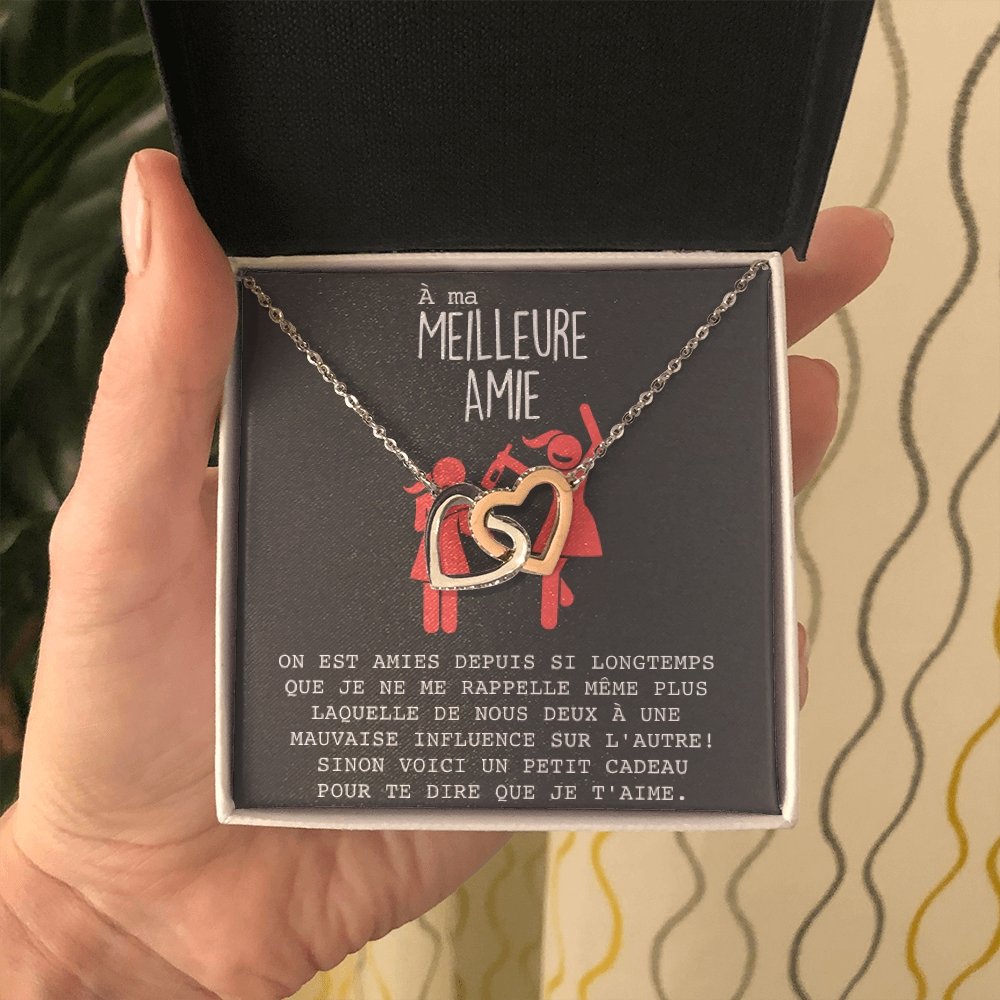 À ma
MEILLEURE
AMIE
ON EST AMIES DEPUIS SI LONGTEMPS
QUE JE NE ME RAPPELLE MÊME PLUS
LAQUELLE DE NOUS DEUX À UNE
MAUVAISE INFLUENCE SUR L'AUTRE!
SINON VOICI UN PETIT CADEAU
POUR TE DIRE QUE JE T'AIME.